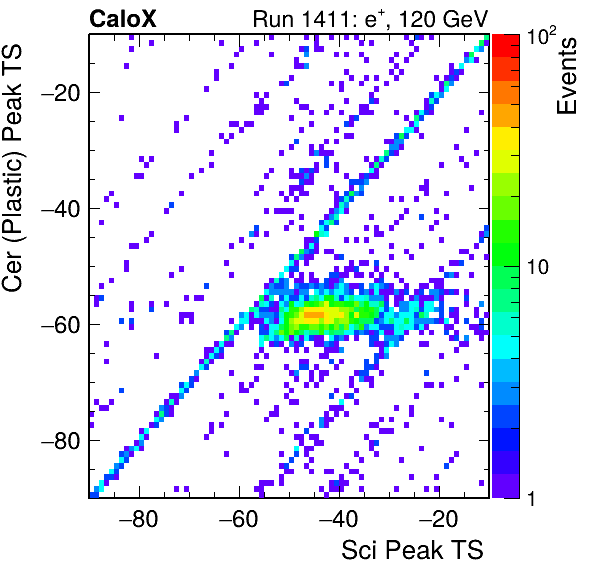 CaloX
Run 1411: e⁺, 120 GeV
Cer (Plastic) Peak TS
−20
−40
−60
−80
−80
−60
−40
−20
Sci Peak TS
10²
10
1
Events